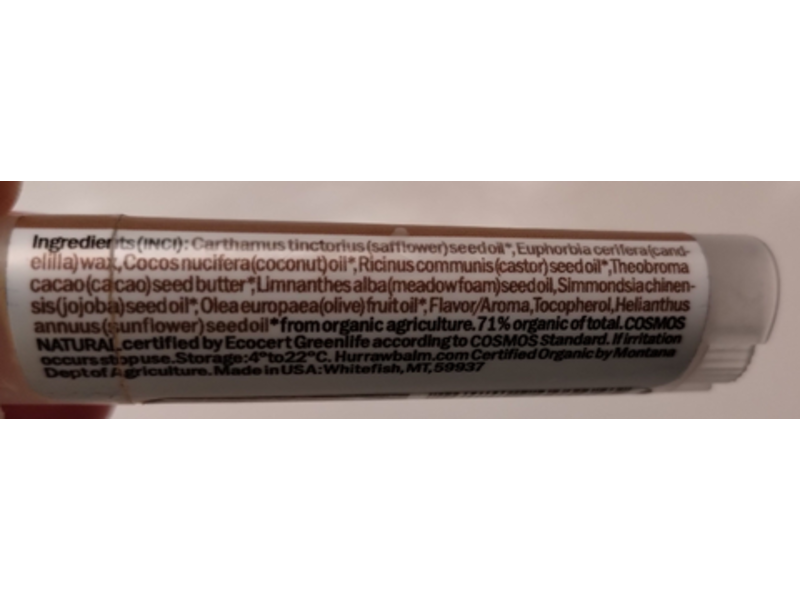 Ingredients (INCI): Carthamus tinctorius (safflower) seed oil*, Euphorbia cerifera (cand-
elilla) wax, Cocos nucifera (coconut) oil*, Ricinus communis (castor) seed oil*, Theobroma
cacao (cacao) seed butter*, Limnanthes alba (meadowfoam) seed oil, Simmondsia chinen-
sis (jojoba) seed oil*, Olea europaea (olive) fruit oil*, Flavor/Aroma, Tocopherol, Helianthus
annuus (sunflower) seed oil* from organic agriculture. 71% organic of total. COSMOS
NATURAL certified by Ecocert Greenlife according to COSMOS Standard. If irritation
occurs stop use. Storage: 4° to 22°C. Hurrawbalm.com Certified Organic by Montana
Dept of Agriculture. Made in USA: Whitefish, MT, 59937